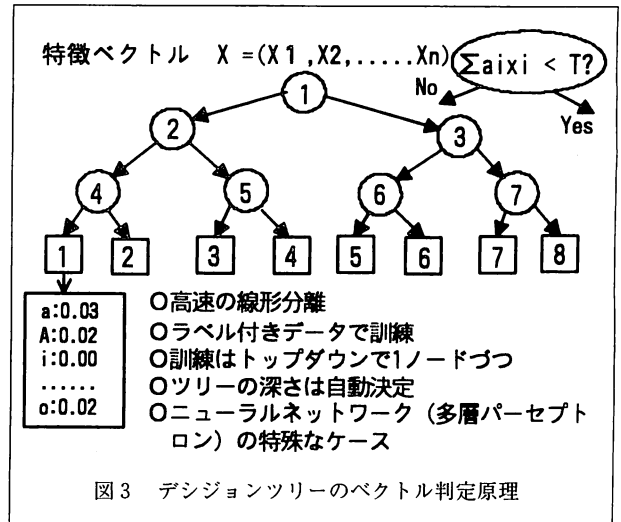 特徴ベクトル X =(X1 ,X2,.....Xn)
Σaixi < T?
No
Yes
1
2
3
4
5
6
7
1
2
3
4
5
6
7
8
a:0.03
A:0.02
i:0.00
......
o:0.02
○高速の線形分離
○ラベル付きデータで訓練
○訓練はトップダウンで1ノードづつ
○ツリーの深さは自動決定
○ニューラルネットワーク（多層パーセプト
ロン）の特殊なケース
図3 デシジョンツリーのベクトル判定原理